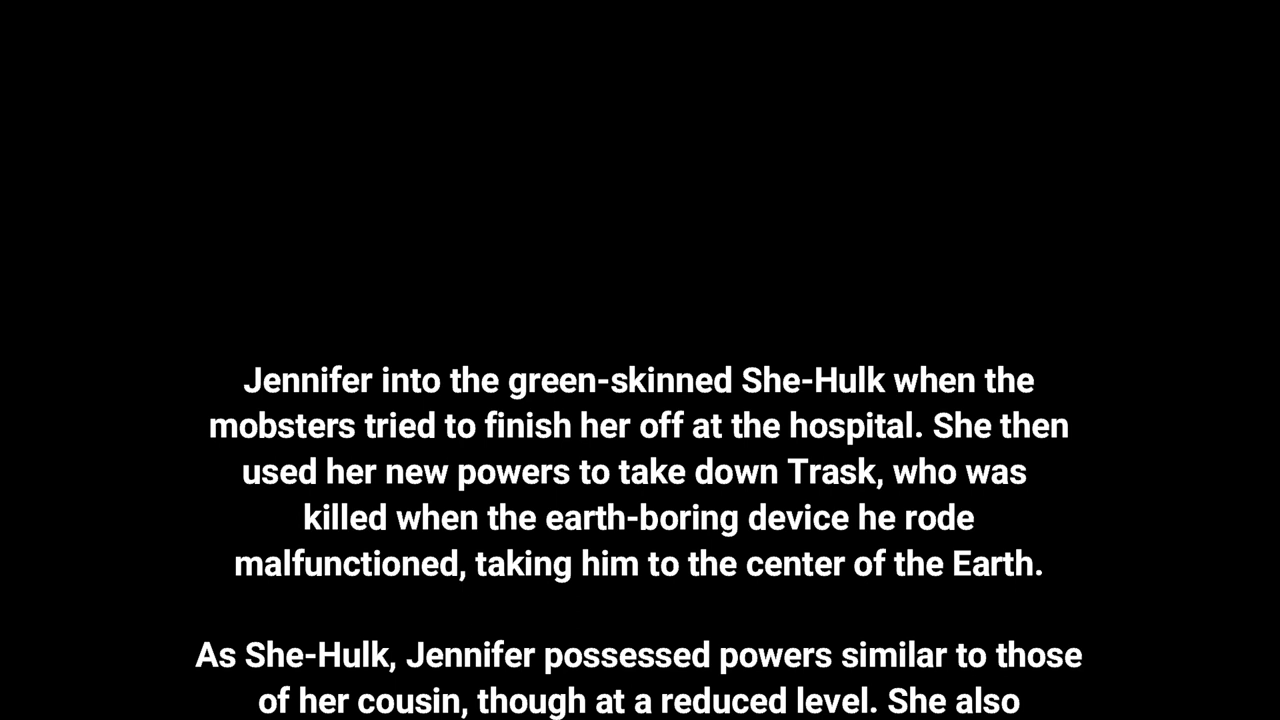 Jennifer into the green-skinned She-Hulk when the
mobsters tried to finish her off at the hospital. She then
used her new powers to take down Trask, who was
killed when the earth-boring device he rode
malfunctioned, taking him to the center of the Earth.
As She-Hulk, Jennifer possessed powers similar to those
of her cousin, though at a reduced level. She also